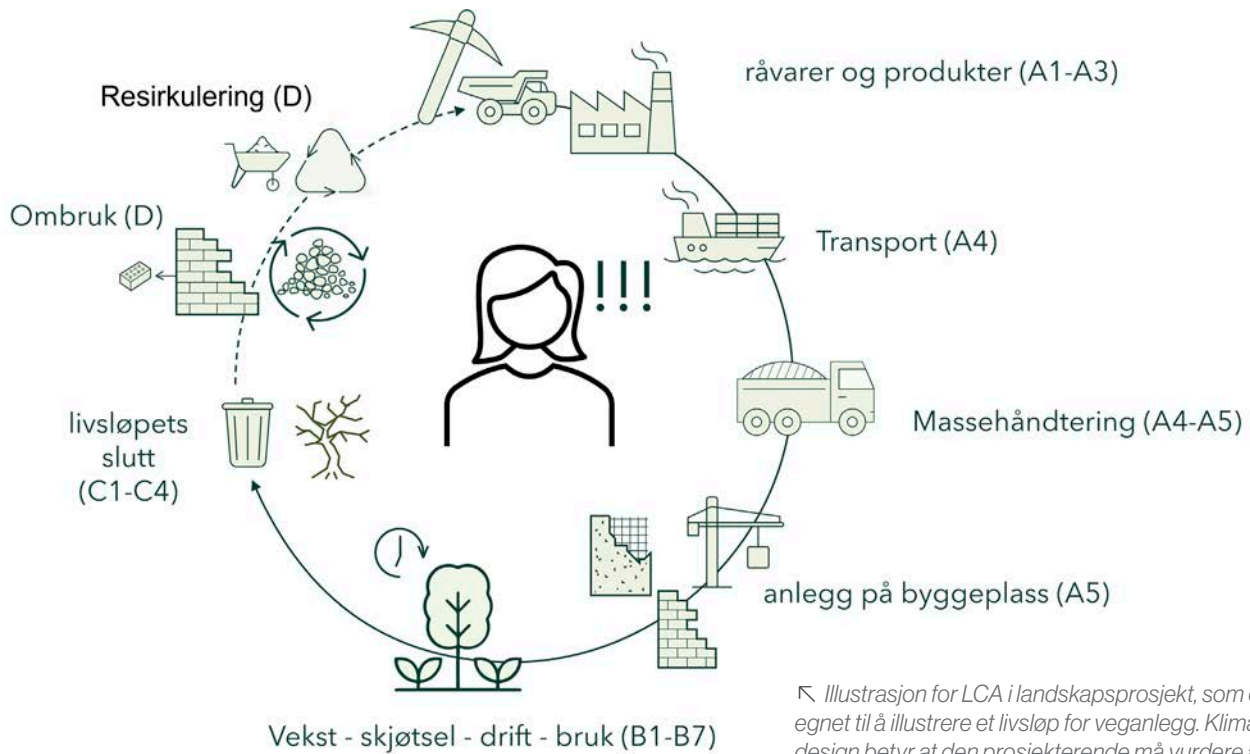 råvarer og produkter (A1-A3)
Resirkulering (D)
Ombruk (D)
Transport (A4)
!!!
Massehåndtering (A4-A5)
livsløpets
slutt
(C1-C4)
anlegg på byggeplass (A5)
Vekst - skjøtsel - drift - bruk (B1-B7)
↖ Illustrasjon for LCA i landskapsprosjekt, som
egnet til å illustrere et livsløp for veganlegg. Klima
design betyr at den prosjekterende må vurdere